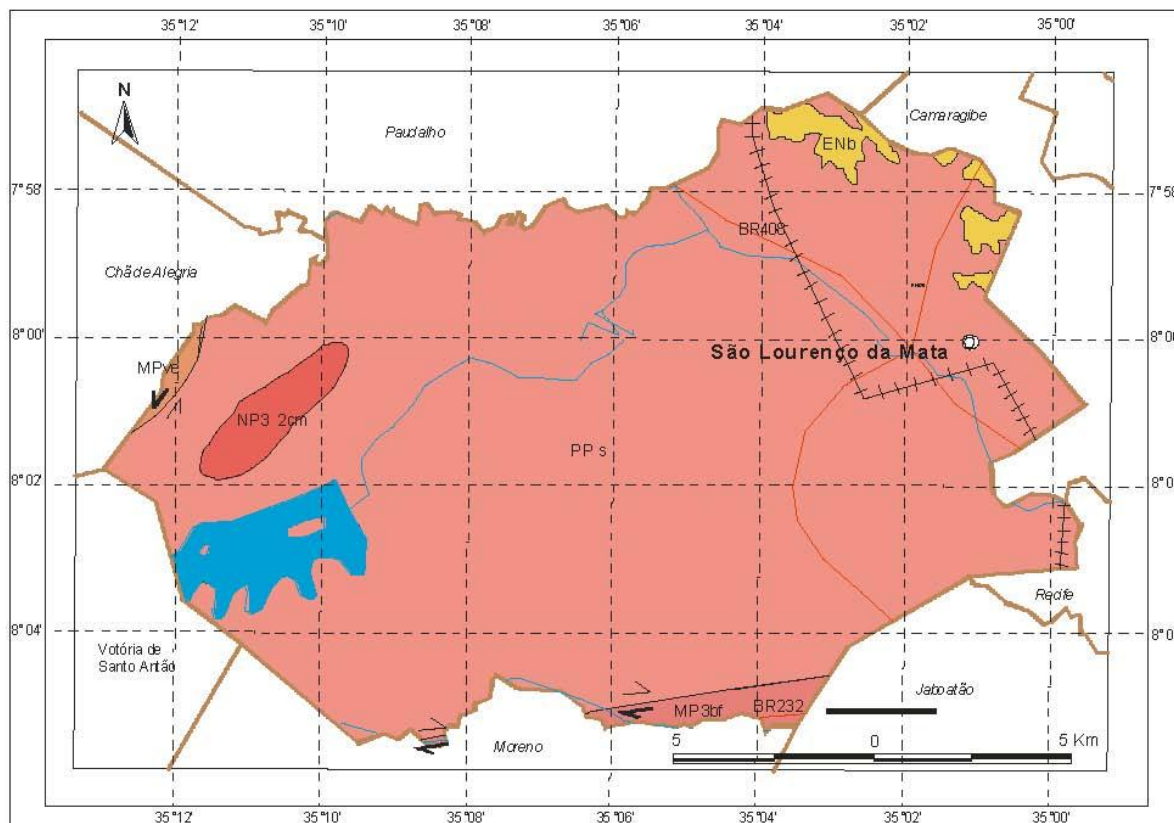 35°12' 35°10' 35°08' 35°06' 35°04' 35°02' 35°00'
N
Paudalho
Camaragibe
ENb
7°58' 7°58'
BR408
Chã de Alegria
8°00' 8°00'
São Lourenço da Mata
MPve
NP3 2cm
PP s
8°02' 8°0
Recife
8°04' 8°0
Votória de
Santo Antão
Jaboatão
MP3bf BR232
Moreno
5 0 5 Km
35°12' 35°10' 35°08' 35°06' 35°04' 35°02' 35°00'